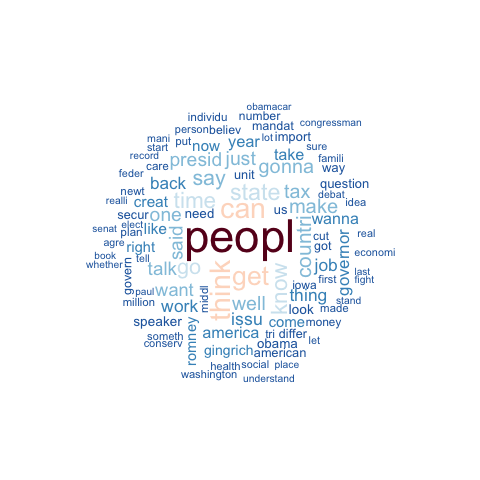 obamacar
individu number congressman
person believ mandat lot import sure
mani put now year
start presid just take famili
record care gonna way
feder back say unit question
newt realli creat time state tax debat
secur one need can us make idea
senat elect like wanna
agre plan said peopl countri cut real
book right got economi
whether tell talk go think get know job governor last
govern want iowa first fight
paul middl well thing
million work look made stand
speaker issu come money
someth romney america tri differ let
conserv gingrich obama
american
health social place
washington understand